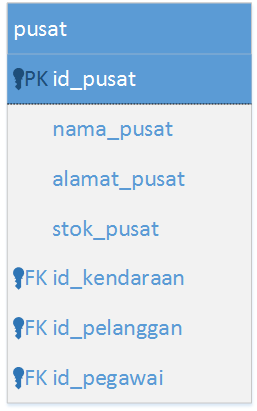 pusat
PK id_pusat
nama_pusat
alamat_pusat
stok_pusat
FK id_kendaraan
FK id_pelanggan
FK id_pegawai